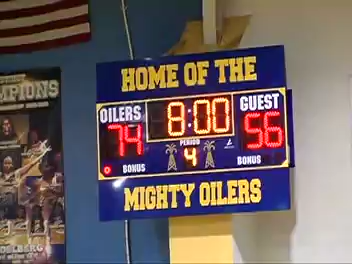 HOME OF THE
OILERS 8:00 GUEST
74 56
PERIOD
BONUS 4 BONUS
MIGHTY OILERS